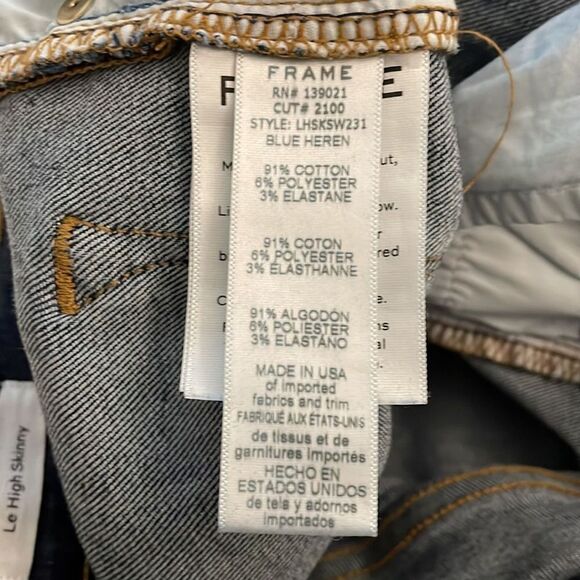 FRAME
RN# 139021
CUT# 2100
STYLE: LHSKSW231
BLUE HEREN
91% COTTON
6% POLYESTER
3% ELASTANE
91% COTON
6% POLYESTER
3% ÉLASTHANNE
91% ALGODÓN
6% POLIESTER
3% ELASTANO
MADE IN USA
of imported
fabrics and trim
FABRIQUÉ AUX ÉTATS-UNIS
de tissus et de
garnitures importés
HECHO EN
ESTADOS UNIDOS
de tela y adornos
importados
Le High Skinny